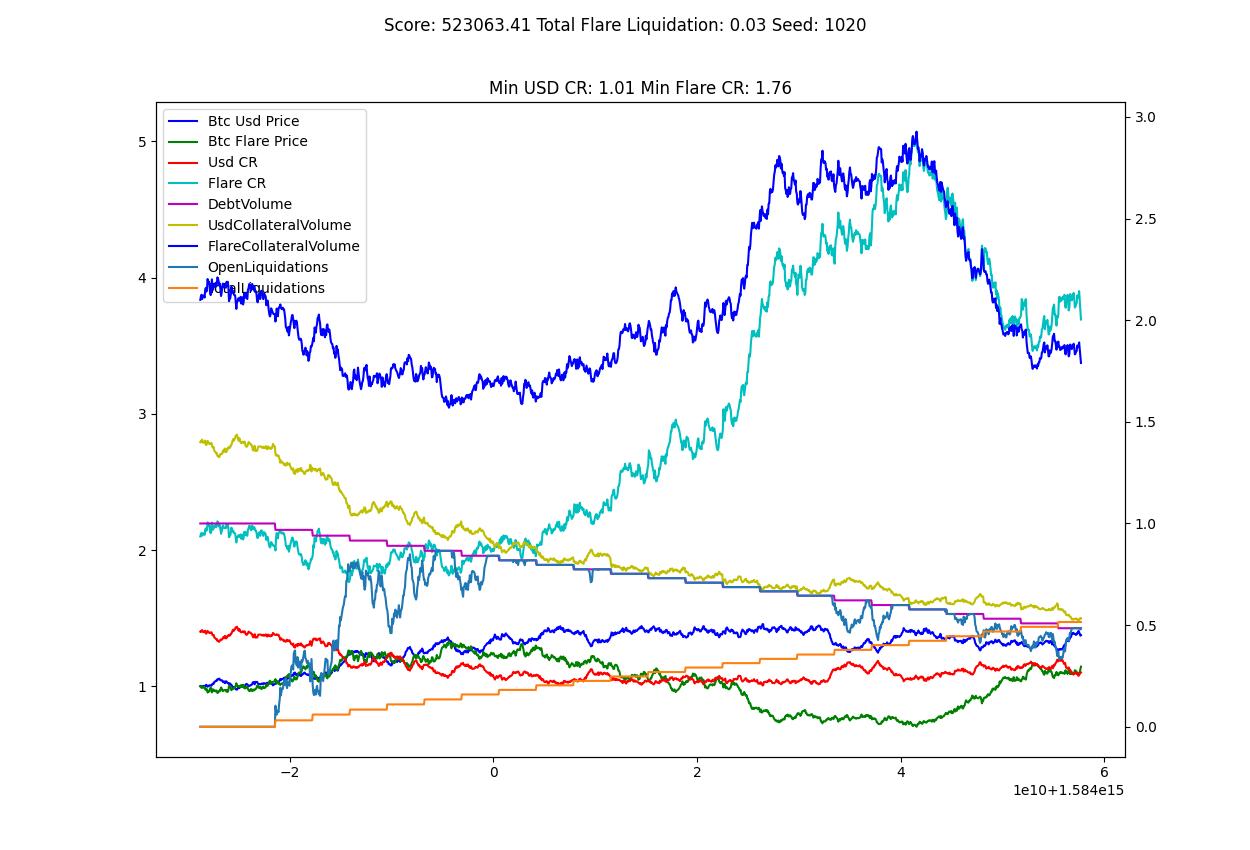 Score: 523063.41 Total Flare Liquidation: 0.03 Seed: 1020
Min USD CR: 1.01 Min Flare CR: 1.76
Btc Usd Price
Btc Flare Price
Usd CR
Flare CR
DebtVolume
UsdCollateralVolume
FlareCollateralVolume
OpenLiquidations
TotalLiquidations
5
4
3
2
1
3.0
2.5
2.0
1.5
1.0
0.5
0.0
−2
0
2
4
6
1e10+1.584e15